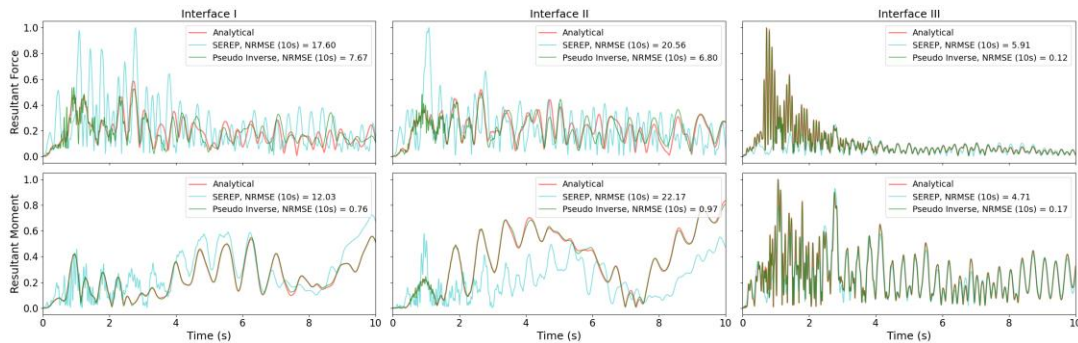 Interface I
Interface II
Interface III
Resultant Force
1.0
0.8
0.6
0.4
0.2
0.0
Analytical
SEREP, NRMSE (10s) = 17.60
Pseudo Inverse, NRMSE (10s) = 7.67
Analytical
SEREP, NRMSE (10s) = 20.56
Pseudo Inverse, NRMSE (10s) = 6.80
Analytical
SEREP, NRMSE (10s) = 5.91
Pseudo Inverse, NRMSE (10s) = 0.12
Resultant Moment
1.0
0.8
0.6
0.4
0.2
0.0
Analytical
SEREP, NRMSE (10s) = 12.03
Pseudo Inverse, NRMSE (10s) = 0.76
Analytical
SEREP, NRMSE (10s) = 22.17
Pseudo Inverse, NRMSE (10s) = 0.97
Analytical
SEREP, NRMSE (10s) = 4.71
Pseudo Inverse, NRMSE (10s) = 0.17
0 2 4 6 8 10
0 2 4 6 8 10
0 2 4 6 8 10
Time (s)
Time (s)
Time (s)